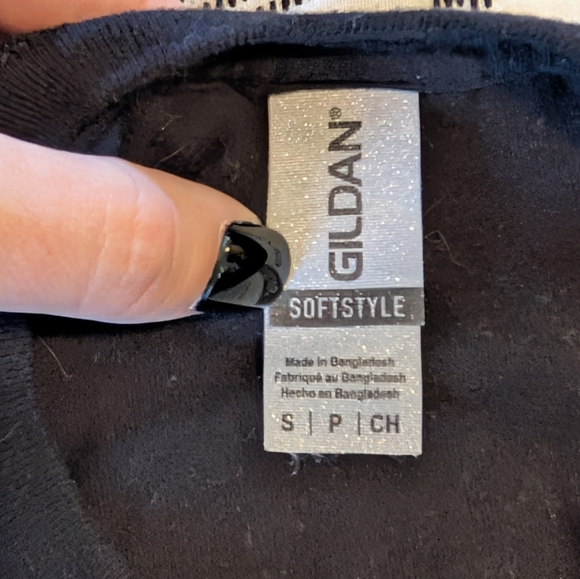 GILDAN®
SOFTSTYLE
Made in Bangladesh
Fabriqué au Bangladesh
Hecho en Bangladesh
S | P | CH